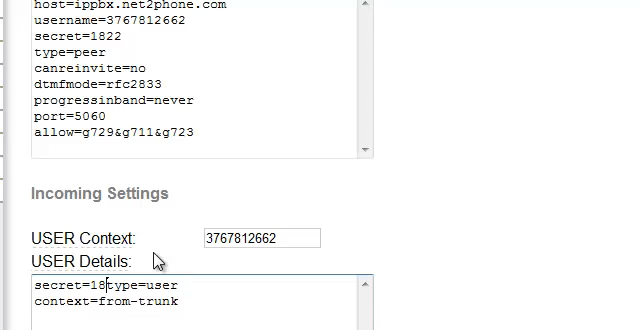 host=ippbx.net2phone.com
username=3767812662
secret=1822
type=peer
canreinvite=no
dtmfmode=rfc2833
progressinband=never
port=5060
allow=g729&g711&g723
Incoming Settings
USER Context: 3767812662
USER Details:
secret=18type=user
context=from-trunk